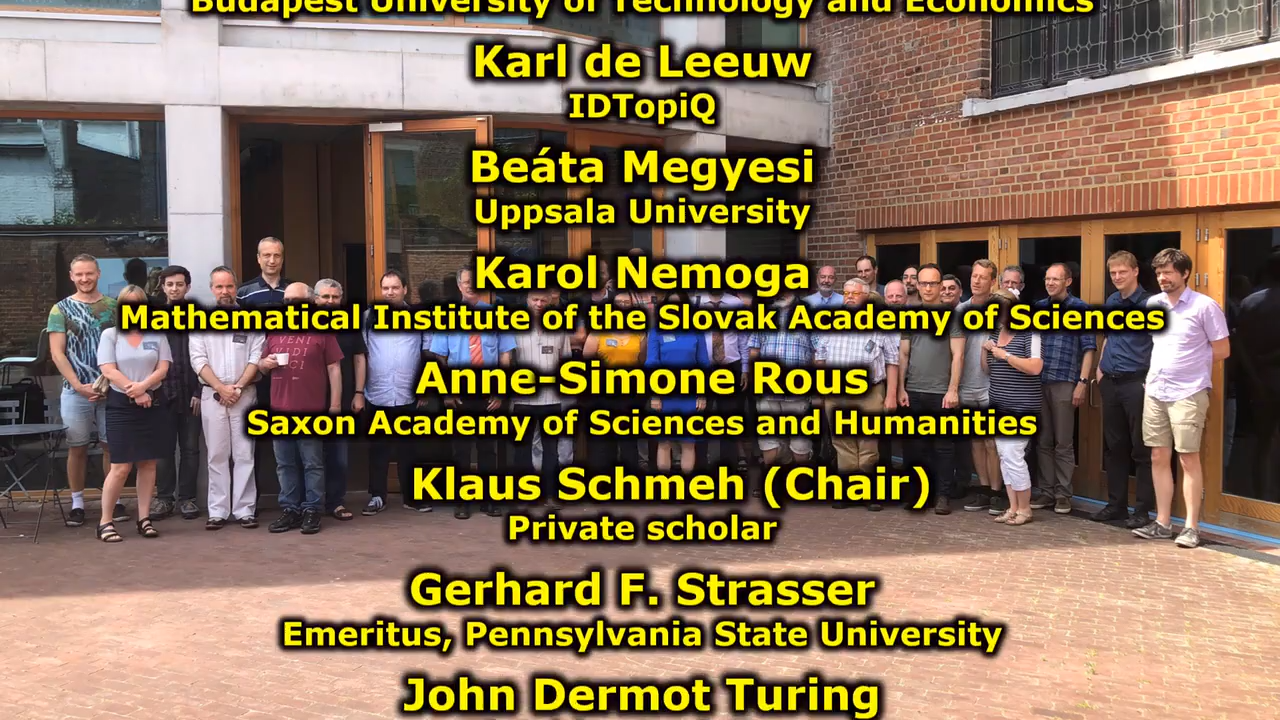 Budapest University of Technology and Economics
Karl de Leeuw
IDTopiQ
Beáta Megyesi
Uppsala University
Karol Nemoga
Mathematical Institute of the Slovak Academy of Sciences
Anne-Simone Rous
Saxon Academy of Sciences and Humanities
Klaus Schmeh (Chair)
Private scholar
Gerhard F. Strasser
Emeritus, Pennsylvania State University
John Dermot Turing